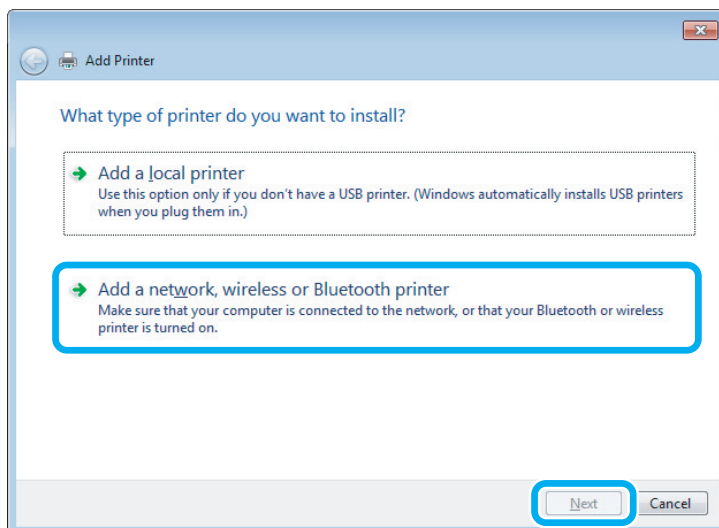 Add Printer
What type of printer do you want to install?
Add a local printer
Use this option only if you don't have a USB printer. (Windows automatically installs USB printers
when you plug them in.)
Add a network, wireless or Bluetooth printer
Make sure that your computer is connected to the network, or that your Bluetooth or wireless
printer is turned on.
Next Cancel